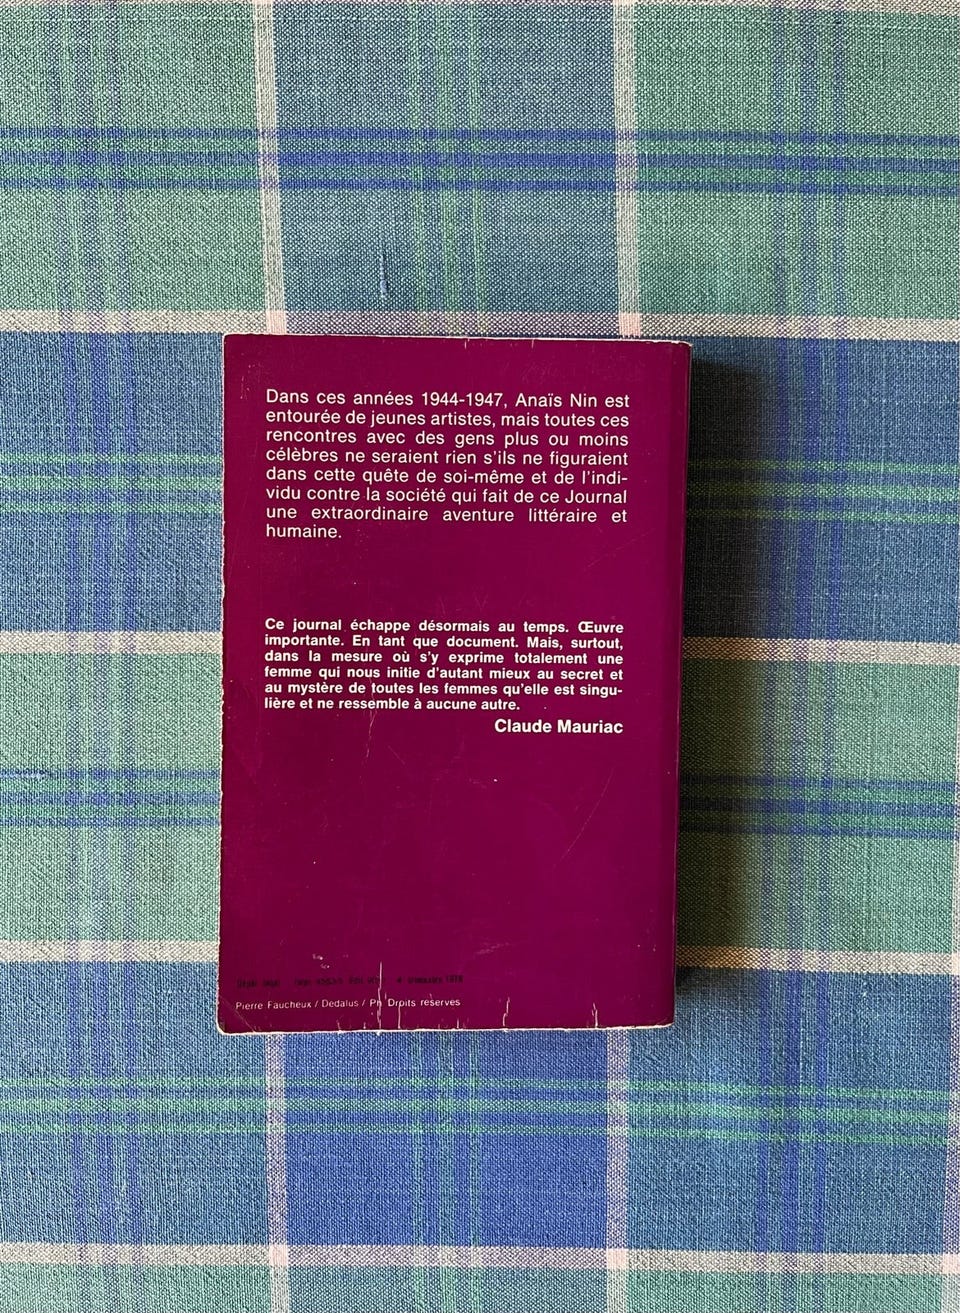 Dans ces années 1944-1947, Anaïs Nin est
entourée de jeunes artistes, mais toutes ces
rencontres avec des gens plus ou moins
célèbres ne seraient rien s'ils ne figuraient
dans cette quête de soi-même et de l'indi-
vidu contre la société qui fait de ce Journal
une extraordinaire aventure littéraire et
humaine.
Ce journal échappe désormais au temps. Œuvre
importante. En tant que document. Mais, surtout,
dans la mesure où s'y exprime totalement une
femme qui nous initie d'autant mieux au secret et
au mystère de toutes les femmes qu'elle est singu-
lière et ne ressemble à aucune autre.
Claude Mauriac
Pierre Faucheux / Dedalus / Ph Droits réservés